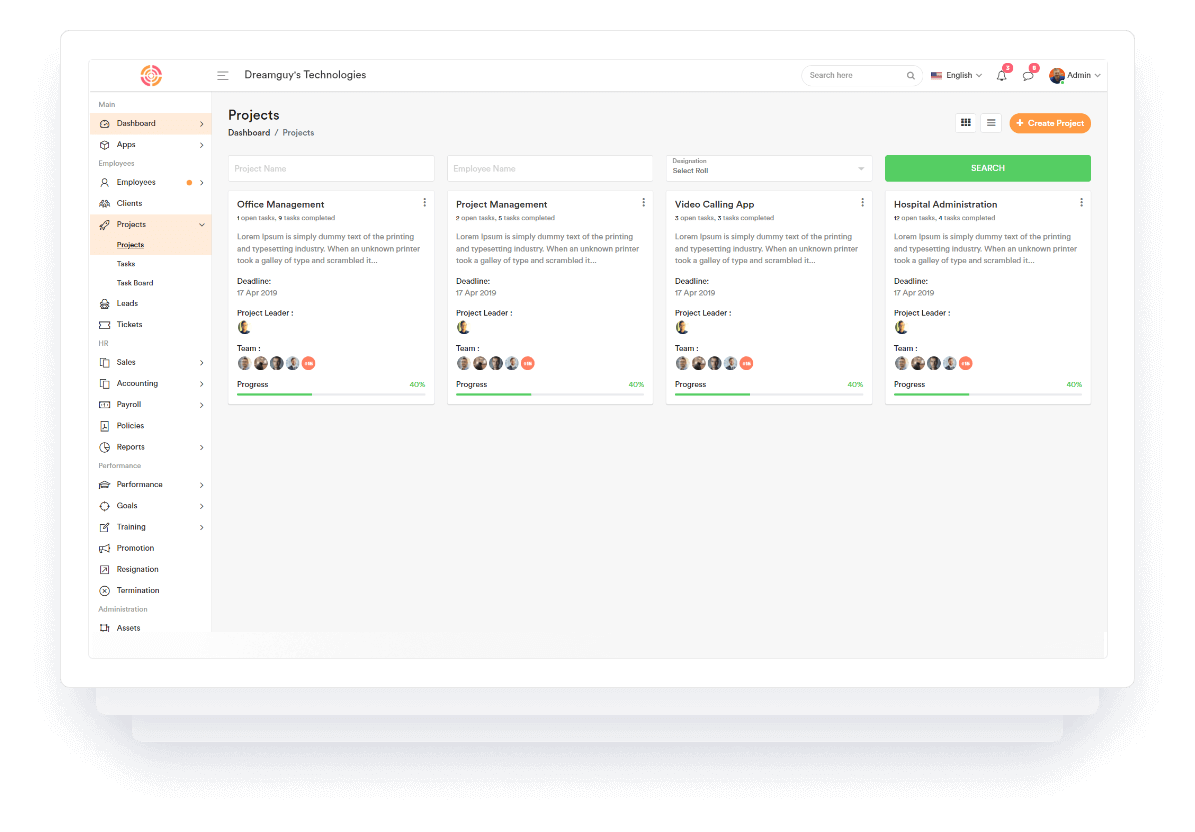 Dreamguy's Technologies
Search here
English
3
8
Admin
Main
Dashboard
Apps
Employees
Employees
Clients
Projects
Projects
Tasks
Task Board
Leads
Tickets
HR
Sales
Accounting
Payroll
Policies
Reports
Performance
Performance
Goals
Training
Promotion
Resignation
Termination
Administration
Assets
Projects
Dashboard / Projects
+ Create Project
Project Name
Employee Name
Designation
Select Roll
SEARCH
Office Management
1 open tasks, 9 tasks completed
Lorem Ipsum is simply dummy text of the printing
and typesetting industry. When an unknown printer
took a galley of type and scrambled it...
Deadline:
17 Apr 2019
Project Leader :
Team :
+15
Progress 40%
Project Management
2 open tasks, 5 tasks completed
Lorem Ipsum is simply dummy text of the printing
and typesetting industry. When an unknown printer
took a galley of type and scrambled it...
Deadline:
17 Apr 2019
Project Leader :
Team :
+15
Progress 40%
Video Calling App
3 open tasks, 3 tasks completed
Lorem Ipsum is simply dummy text of the printing
and typesetting industry. When an unknown printer
took a galley of type and scrambled it...
Deadline:
17 Apr 2019
Project Leader :
Team :
+15
Progress 40%
Hospital Administration
12 open tasks, 4 tasks completed
Lorem Ipsum is simply dummy text of the printing
and typesetting industry. When an unknown printer
took a galley of type and scrambled it...
Deadline:
17 Apr 2019
Project Leader :
Team :
+15
Progress 40%